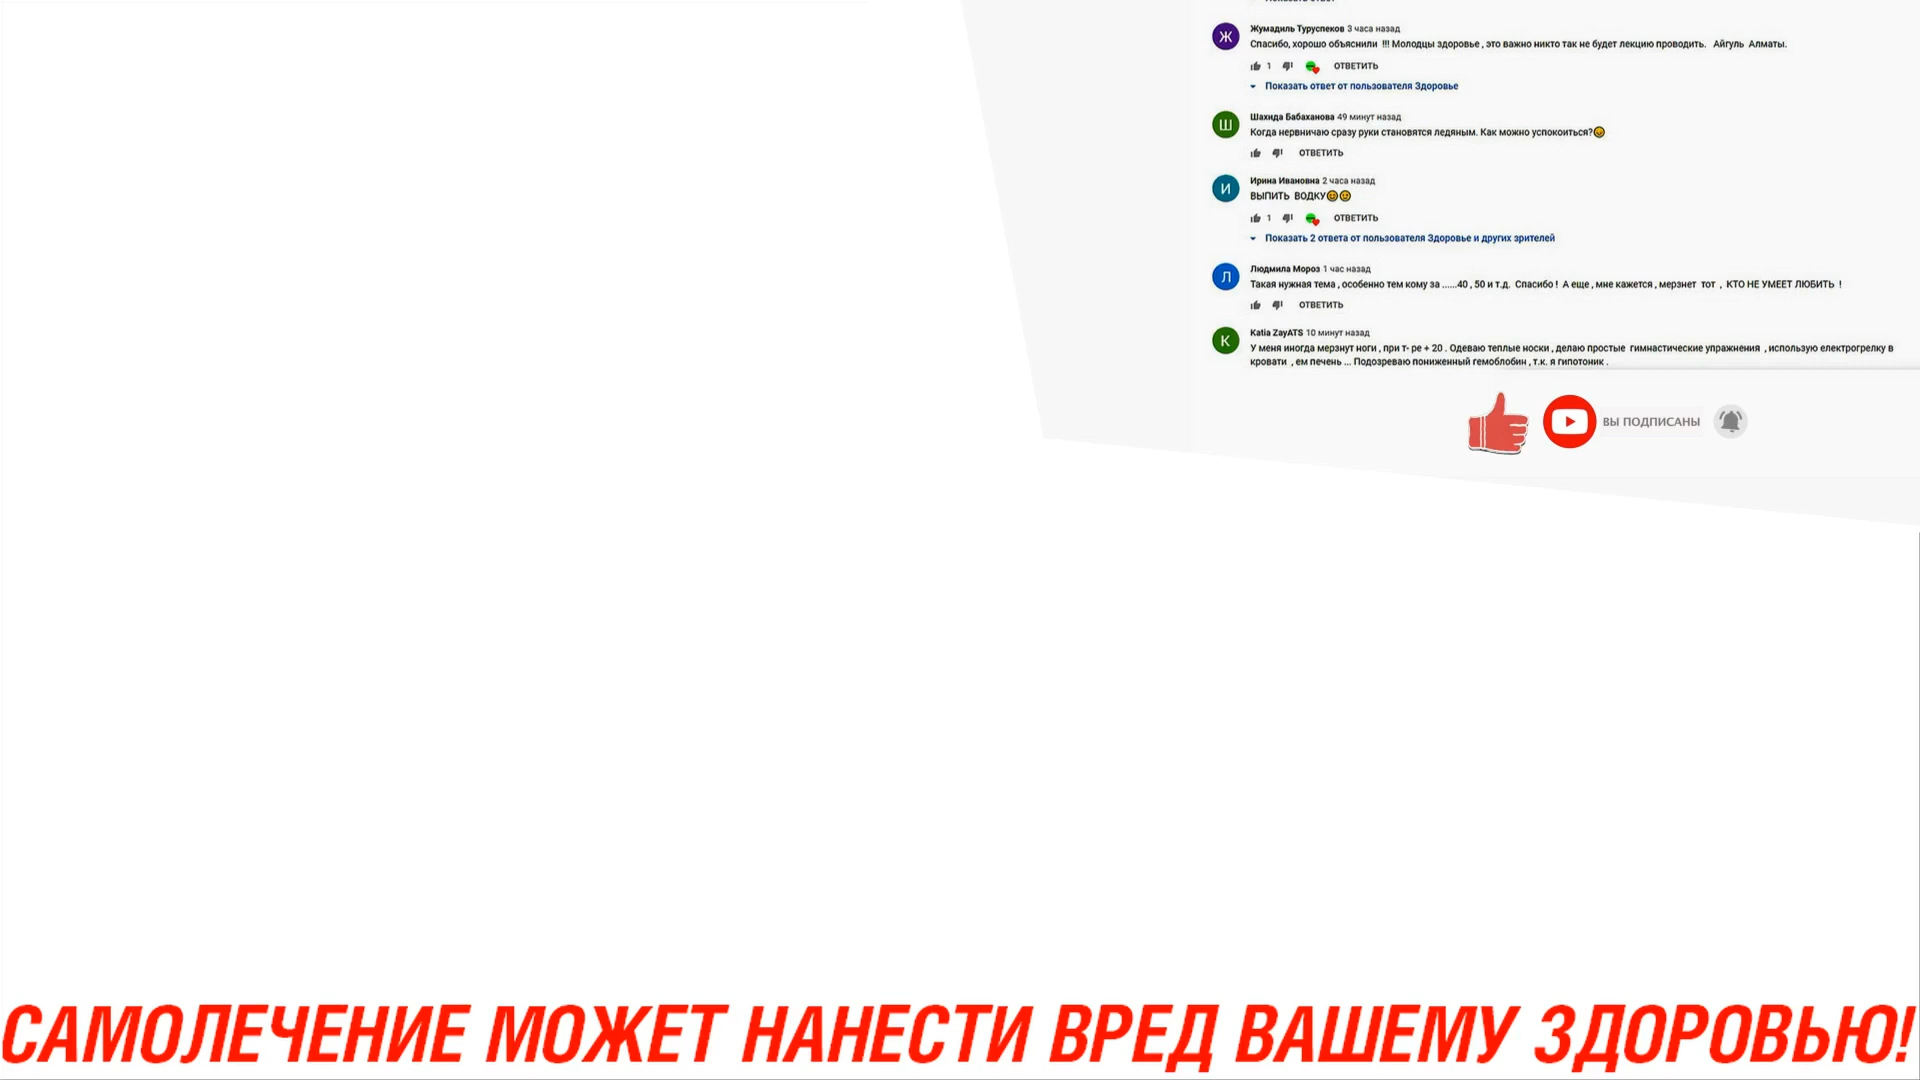 Жумадиль Туруспеков 3 часа назад
Спасибо, хорошо объяснили !!! Молодцы здоровье , это важно никто так не будет лекцию проводить. Айгуль Алматы.
1 ОТВЕТИТЬ
Показать ответ от пользователя Здоровье
Ж
Шахида Бабаханова 49 минут назад
Когда нервничаю сразу руки становятся ледяным. Как можно успокоиться?
ОТВЕТИТЬ
Ш
Ирина Ивановна 2 часа назад
ВЫПИТЬ ВОДКУ
1 ОТВЕТИТЬ
Показать 2 ответа от пользователя Здоровье и других зрителей
И
Людмила Мороз 1 час назад
Такая нужная тема , особенно тем кому за ......40 , 50 и т.д. Спасибо ! А еще , мне кажется , мерзнет тот , КТО НЕ УМЕЕТ ЛЮБИТЬ !
ОТВЕТИТЬ
Л
Katia ZayATS 10 минут назад
У меня иногда мерзнут ноги , при т- ре + 20 . Одеваю теплые носки , делаю простые гимнастические упражнения , использую електрогрелку в
кровати , ем печень ... Подозреваю пониженный гемоблобин , т.к. я гипотоник .
К
ВЫ ПОДПИСАНЫ
САМОЛЕЧЕНИЕ МОЖЕТ НАНЕСТИ ВРЕД ВАШЕМУ ЗДОРОВЬЮ!